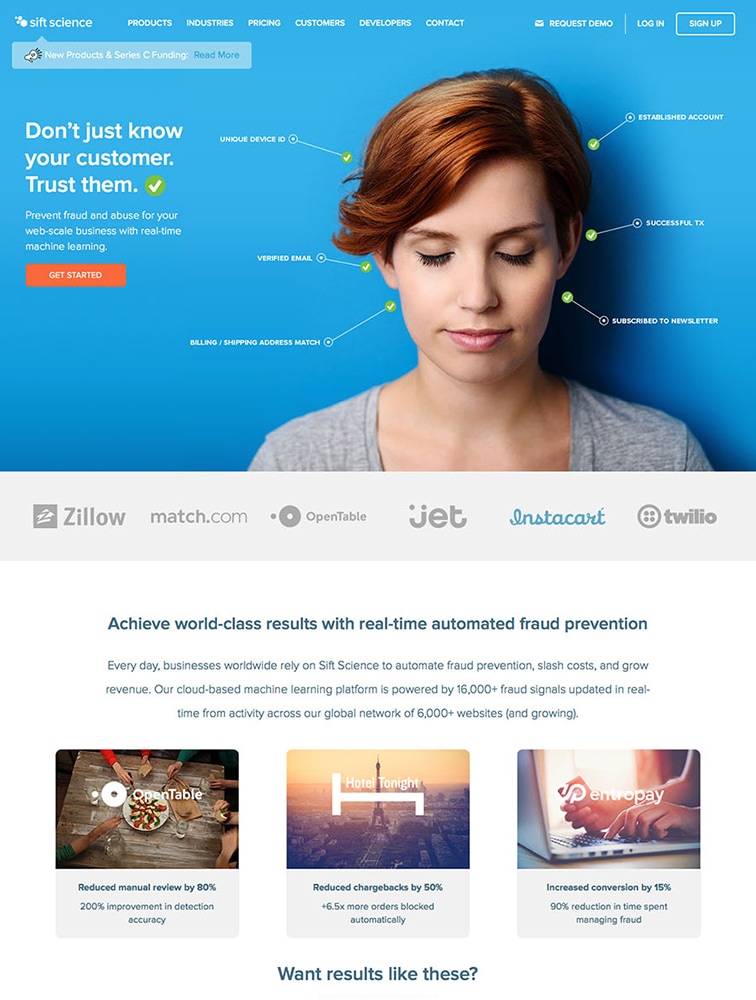 sift science
PRODUCTS
INDUSTRIES
PRICING
CUSTOMERS
DEVELOPERS
CONTACT
REQUEST DEMO
LOG IN
SIGN UP
New Products & Series C Funding: Read More
Don't just know
your customer.
Trust them.
Prevent fraud and abuse for your
web-scale business with real-time
machine learning.
GET STARTED
UNIQUE DEVICE ID
ESTABLISHED ACCOUNT
SUCCESSFUL TX
VERIFIED EMAIL
SUBSCRIBED TO NEWSLETTER
BILLING / SHIPPING ADDRESS MATCH
Zillow
match.com
OpenTable
jet
Instacart
twilio
Achieve world-class results with real-time automated fraud prevention
Every day, businesses worldwide rely on Sift Science to automate fraud prevention, slash costs, and grow
revenue. Our cloud-based machine learning platform is powered by 16,000+ fraud signals updated in real-
time from activity across our global network of 6,000+ websites (and growing).
OpenTable
Hotel Tonight
entropay
Reduced manual review by 80%
200% improvement in detection
accuracy
Reduced chargebacks by 50%
+6.5x more orders blocked
automatically
Increased conversion by 15%
90% reduction in time spent
managing fraud
Want results like these?